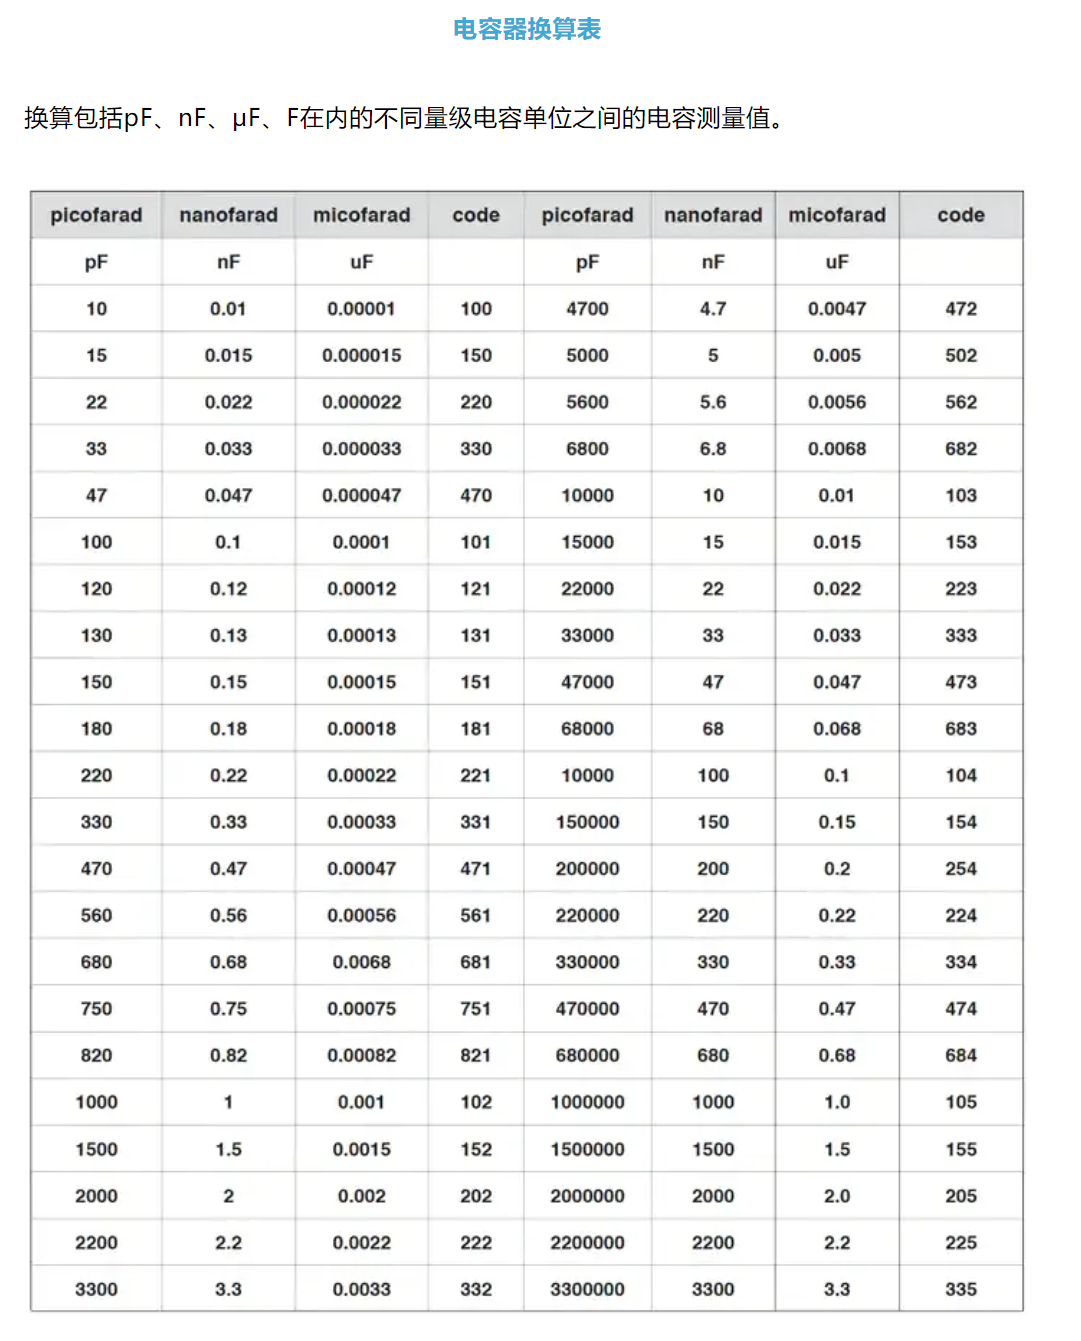 电容器换算表
换算包括pF、nF、μF、F在内的不同量级电容单位之间的电容测量值。
picofarad nanofarad micofarad code picofarad nanofarad micofarad code
pF nF uF pF nF uF
10 0.01 0.00001 100 4700 4.7 0.0047 472
15 0.015 0.000015 150 5000 5 0.005 502
22 0.022 0.000022 220 5600 5.6 0.0056 562
33 0.033 0.000033 330 6800 6.8 0.0068 682
47 0.047 0.000047 470 10000 10 0.01 103
100 0.1 0.0001 101 15000 15 0.015 153
120 0.12 0.00012 121 22000 22 0.022 223
130 0.13 0.00013 131 33000 33 0.033 333
150 0.15 0.00015 151 47000 47 0.047 473
180 0.18 0.00018 181 68000 68 0.068 683
220 0.22 0.00022 221 10000 100 0.1 104
330 0.33 0.00033 331 150000 150 0.15 154
470 0.47 0.00047 471 200000 200 0.2 254
560 0.56 0.00056 561 220000 220 0.22 224
680 0.68 0.0068 681 330000 330 0.33 334
750 0.75 0.00075 751 470000 470 0.47 474
820 0.82 0.00082 821 680000 680 0.68 684
1000 1 0.001 102 1000000 1000 1.0 105
1500 1.5 0.0015 152 1500000 1500 1.5 155
2000 2 0.002 202 2000000 2000 2.0 205
2200 2.2 0.0022 222 2200000 2200 2.2 225
3300 3.3 0.0033 332 3300000 3300 3.3 335